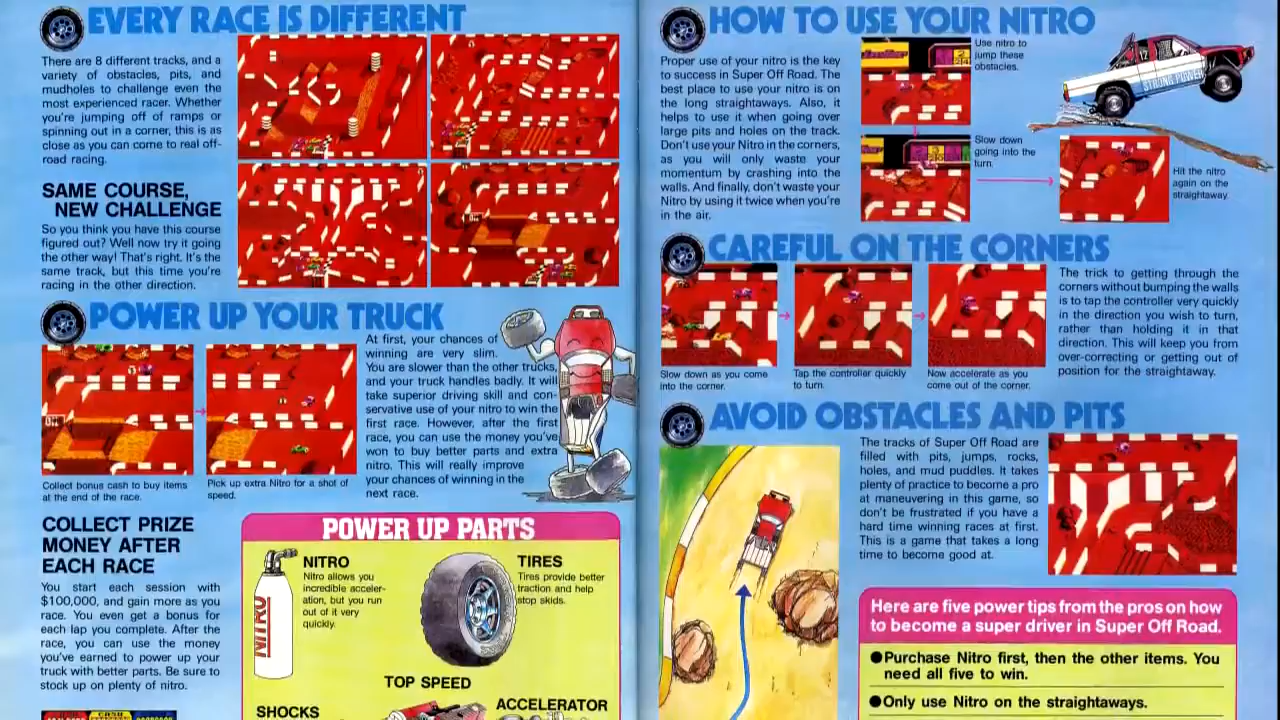 EVERY RACE IS DIFFERENT
There are 8 different tracks, and a
variety of obstacles, pits, and
mudholes to challenge even the
most experienced racer. Whether
you're jumping off of ramps or
spinning out in a corner, this is as
close as you can come to real off-
road racing.
SAME COURSE,
NEW CHALLENGE
So you think you have this course
figured out? Well now try it going
the other way! That's right. It's the
same track, but this time you're
racing in the other direction.
POWER UP YOUR TRUCK
Collect bonus cash to buy items
at the end of the race.
Pick up extra Nitro for a shot of
speed.
At first, your chances of
winning are very slim.
You are slower than the other trucks,
and your truck handles badly. It will
take superior driving skill and con-
servative use of your nitro to win the
first race. However, after the first
race, you can use the money you've
won to buy better parts and extra
nitro. This will really improve
your chances of winning in the
next race.
COLLECT PRIZE
MONEY AFTER
EACH RACE
You start each session with
$100,000, and gain more as you
race. You even get a bonus for
each lap you complete. After the
race, you can use the money
you've earned to power up your
truck with better parts. Be sure to
stock up on plenty of nitro.
POWER UP PARTS
NITRO
NITRO
Nitro allows you
incredible acceler-
ation, but you run
out of it very
quickly.
TIRES
Tires provide better
traction and help
stop skids.
TOP SPEED
SHOCKS
ACCELERATOR
HOW TO USE YOUR NITRO
Proper use of your nitro is the key
to success in Super Off Road. The
best place to use your nitro is on
the long straightaways. Also, it
helps to use it when going over
large pits and holes on the track.
Don't use your Nitro in the corners,
as you will only waste your
momentum by crashing into the
walls. And finally, don't waste your
Nitro by using it twice when you're
in the air.
Use nitro to
jump these
obstacles.
Slow down
going into the
turn.
Hit the nitro
again on the
straightaway.
STRONG POWER
CAREFUL ON THE CORNERS
Slow down as you come
into the corner.
Tap the controller quickly
to turn.
Now accelerate as you
come out of the corner.
The trick to getting through the
corners without bumping the walls
is to tap the controller very quickly
in the direction you wish to turn,
rather than holding it in that
direction. This will keep you from
over-correcting or getting out of
position for the straightaway.
AVOID OBSTACLES AND PITS
The tracks of Super Off Road are
filled with pits, jumps, rocks,
holes, and mud puddles. It takes
plenty of practice to become a pro
at maneuvering in this game, so
don't be frustrated if you have a
hard time winning races at first.
This is a game that takes a long
time to become good at.
Here are five power tips from the pros on how
to become a super driver in Super Off Road.
●Purchase Nitro first, then the other items. You
need all five to win.
●Only use Nitro on the straightaways.